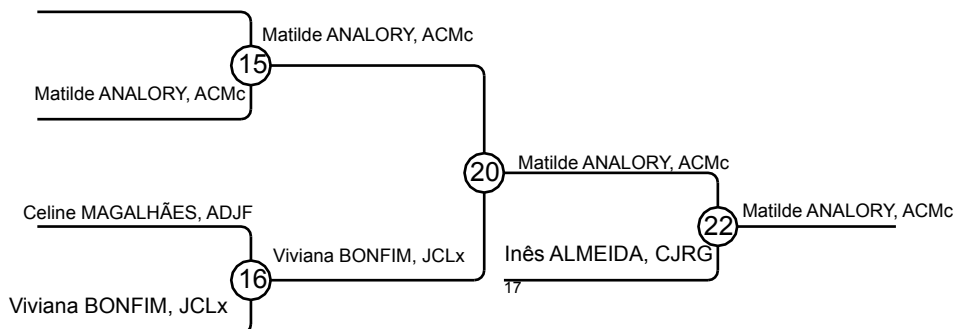 Matilde ANALORY, ACMc
15
Matilde ANALORY, ACMc
20
Matilde ANALORY, ACMc
Celine MAGALHÃES, ADJF
22
Matilde ANALORY, ACMc
Viviana BONFIM, JCLx
Inês ALMEIDA, CJRG
16
17
Viviana BONFIM, JCLx